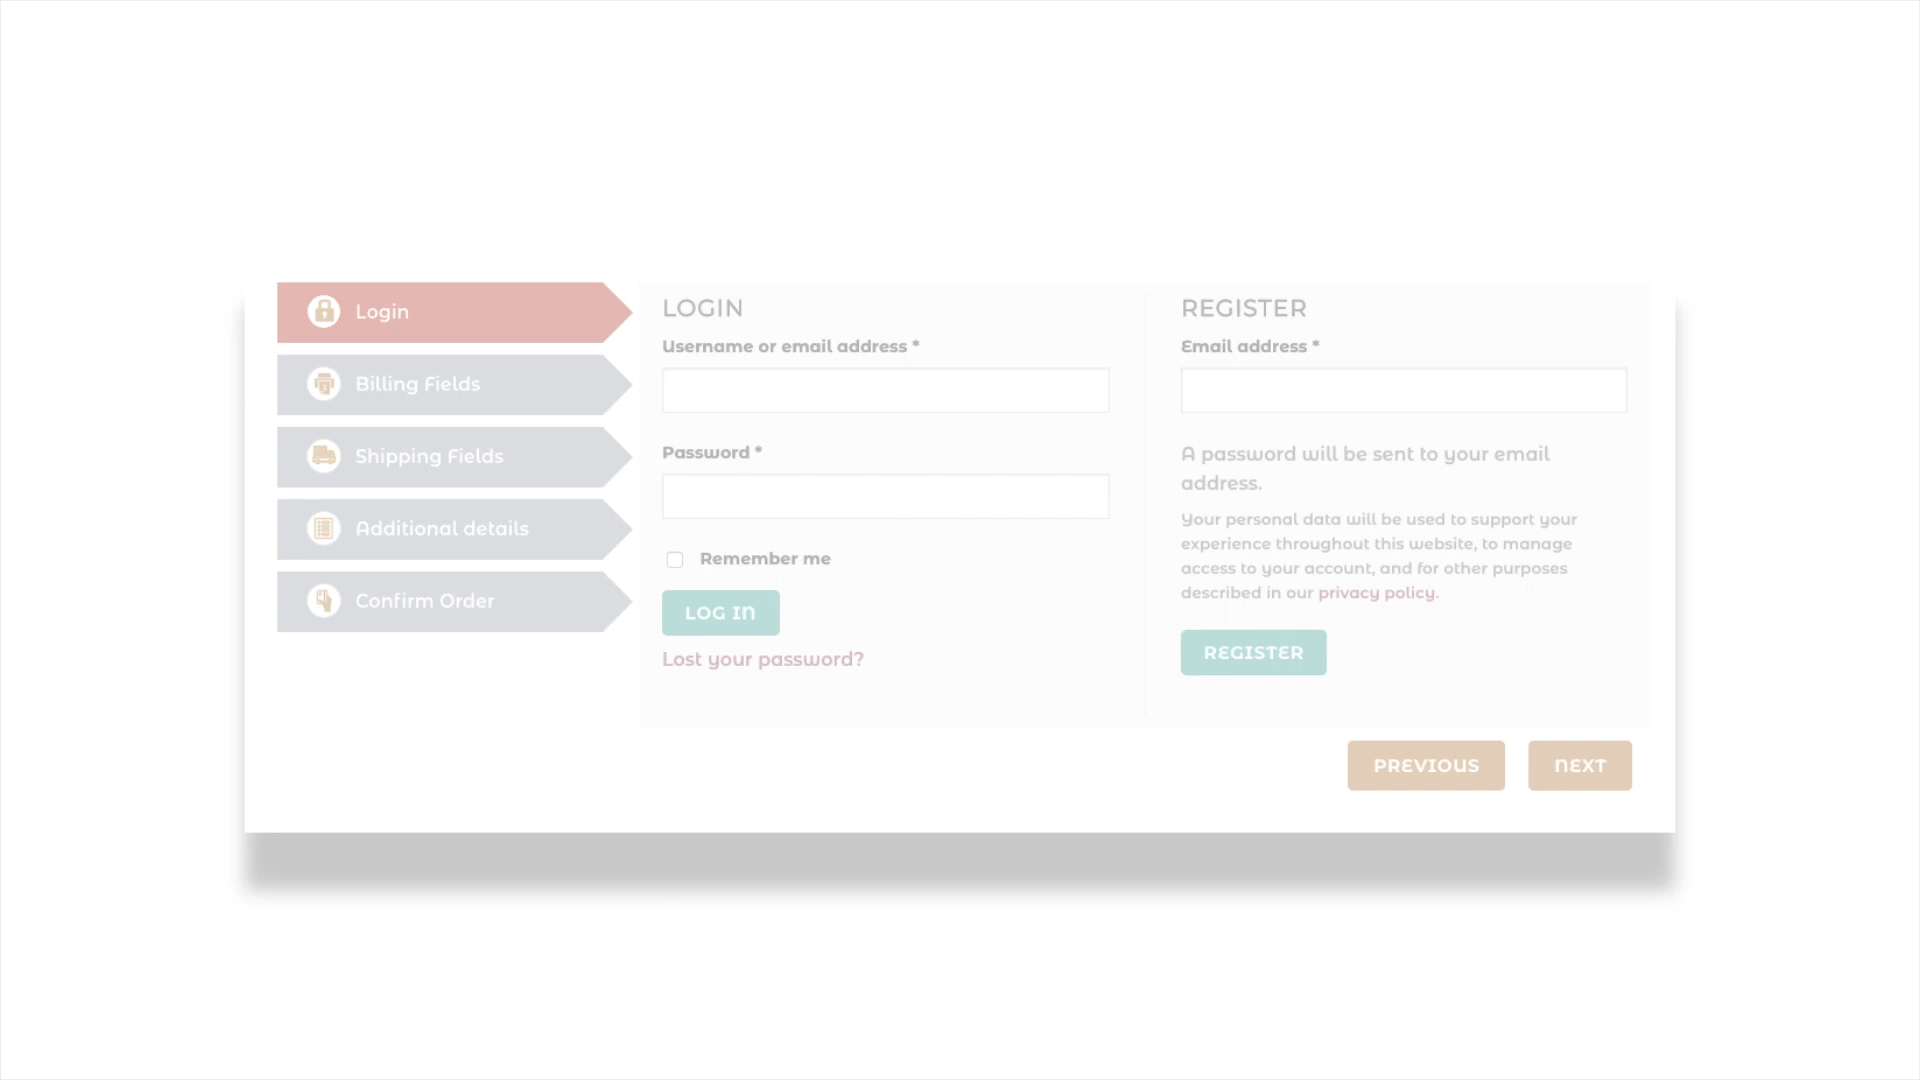 Login
Billing Fields
Shipping Fields
Additional details
Confirm Order
LOGIN
Username or email address *
Password *
Remember me
LOG IN
Lost your password?
REGISTER
Email address *
A password will be sent to your email
address.
Your personal data will be used to support your
experience throughout this website, to manage
access to your account, and for other purposes
described in our privacy policy.
REGISTER
PREVIOUS
NEXT